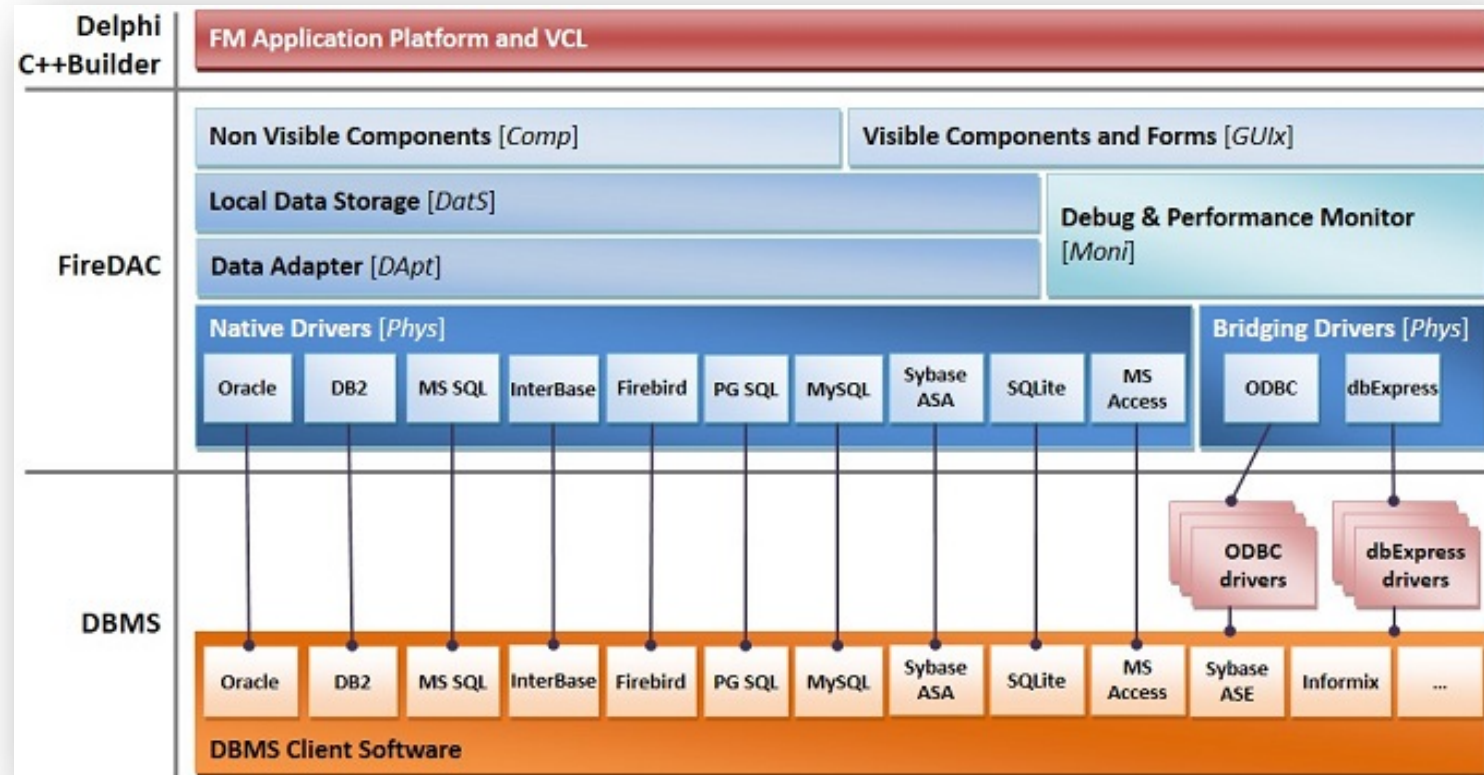 Delphi
C++Builder
FM Application Platform and VCL
FireDAC
Non Visible Components [Comp]
Visible Components and Forms [GUIx]
Local Data Storage [DatS]
Debug & Performance Monitor
[Moni]
Data Adapter [DApt]
Native Drivers [Phys]
Bridging Drivers [Phys]
Oracle
DB2
MS SQL
InterBase
Firebird
PG SQL
MySQL
Sybase
ASA
SQLite
MS
Access
ODBC
dbExpress
DBMS
ODBC
drivers
dbExpress
drivers
Oracle
DB2
MS SQL
InterBase
Firebird
PG SQL
MySQL
Sybase
ASA
SQLite
MS
Access
Sybase
ASE
Informix
...
DBMS Client Software